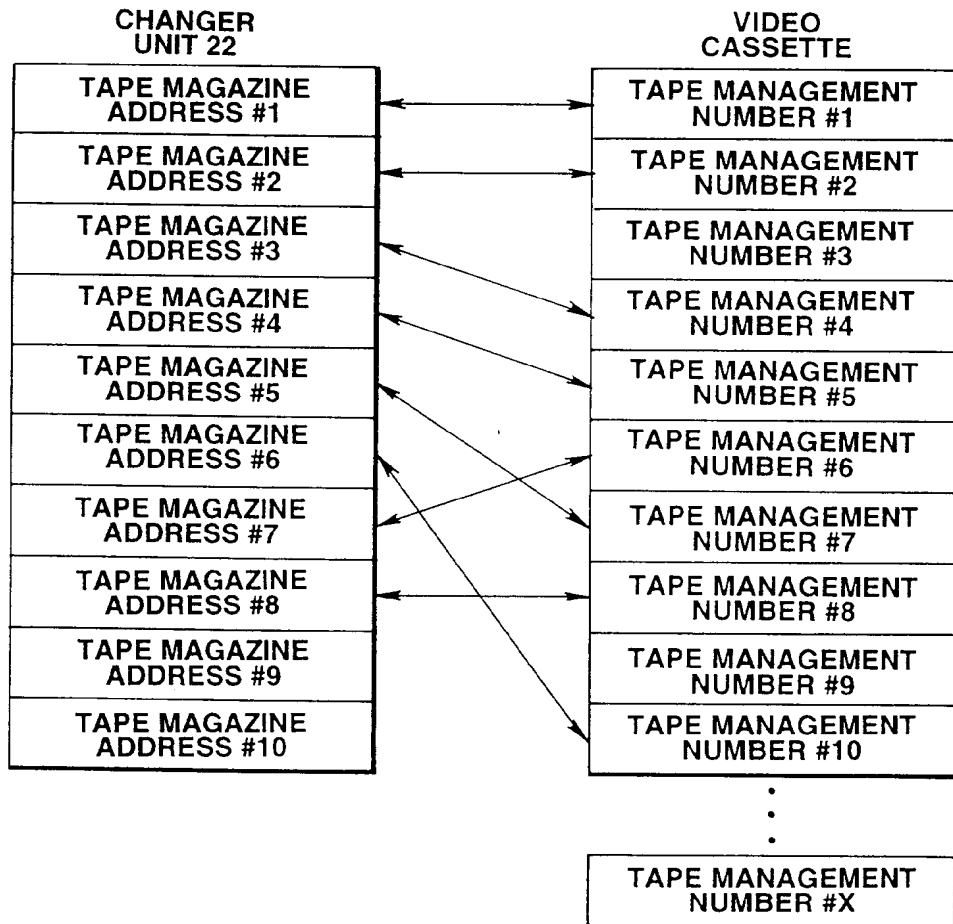 CHANGER
UNIT 22
TAPE MAGAZINE
ADDRESS #1
TAPE MAGAZINE
ADDRESS #2
TAPE MAGAZINE
ADDRESS #3
TAPE MAGAZINE
ADDRESS #4
TAPE MAGAZINE
ADDRESS #5
TAPE MAGAZINE
ADDRESS #6
TAPE MAGAZINE
ADDRESS #7
TAPE MAGAZINE
ADDRESS #8
TAPE MAGAZINE
ADDRESS #9
TAPE MAGAZINE
ADDRESS #10
VIDEO
CASSETTE
TAPE MANAGEMENT
NUMBER #1
TAPE MANAGEMENT
NUMBER #2
TAPE MANAGEMENT
NUMBER #3
TAPE MANAGEMENT
NUMBER #4
TAPE MANAGEMENT
NUMBER #5
TAPE MANAGEMENT
NUMBER #6
TAPE MANAGEMENT
NUMBER #7
TAPE MANAGEMENT
NUMBER #8
TAPE MANAGEMENT
NUMBER #9
TAPE MANAGEMENT
NUMBER #10
TAPE MANAGEMENT
NUMBER #X